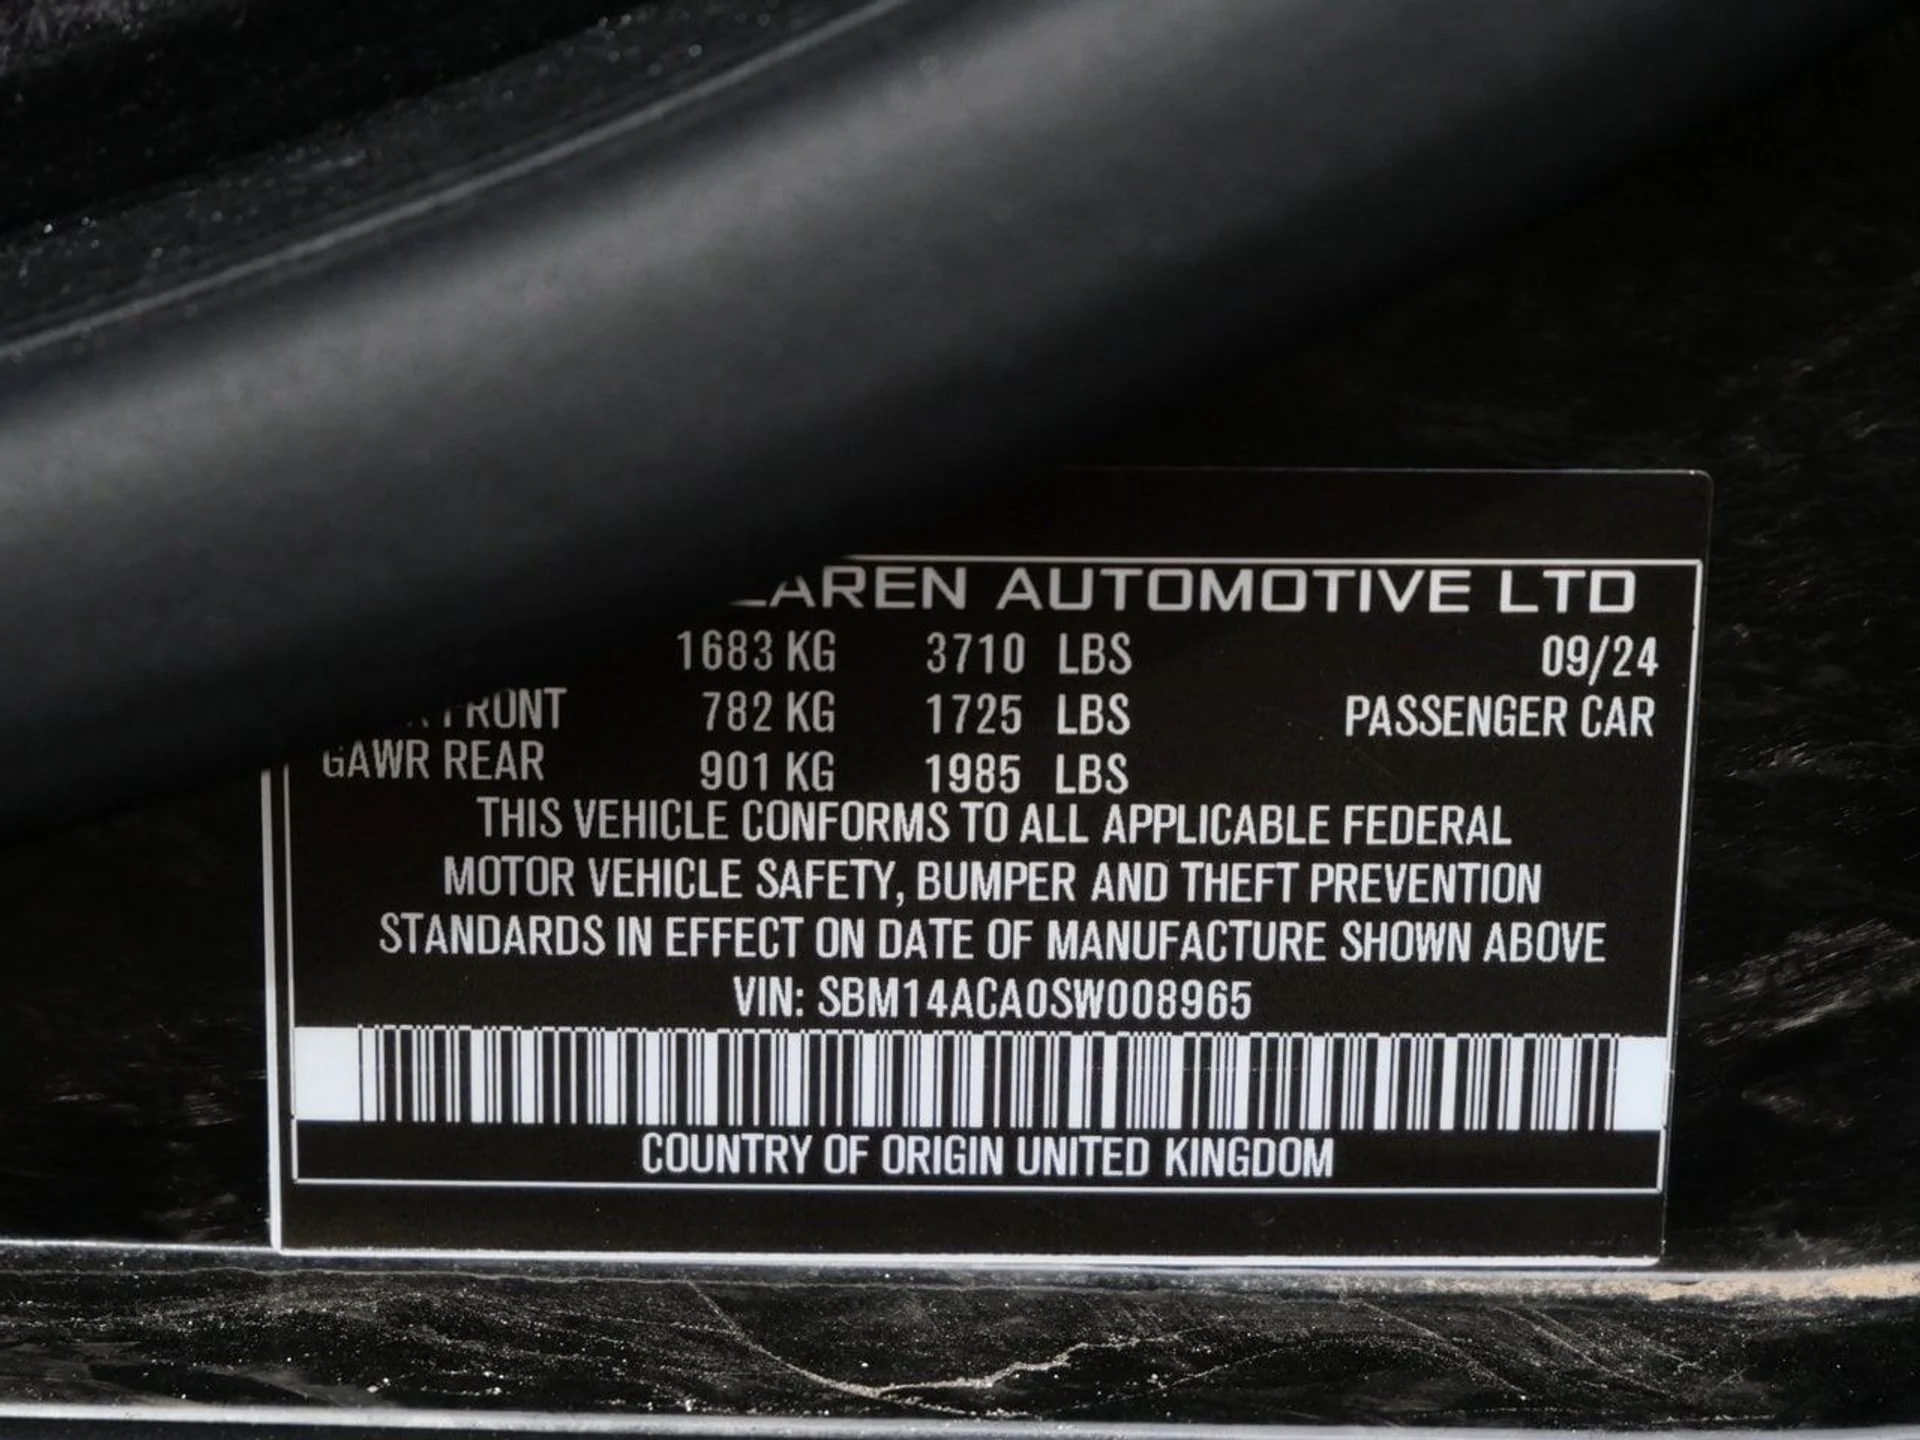 LAREN AUTOMOTIVE LTD
1683 KG 3710 LBS 09/24
FRONT 782 KG 1725 LBS PASSENGER CAR
GAWR REAR 901 KG 1985 LBS
THIS VEHICLE CONFORMS TO ALL APPLICABLE FEDERAL
MOTOR VEHICLE SAFETY, BUMPER AND THEFT PREVENTION
STANDARDS IN EFFECT ON DATE OF MANUFACTURE SHOWN ABOVE
VIN: SBM14ACA0SW008965
COUNTRY OF ORIGIN UNITED KINGDOM